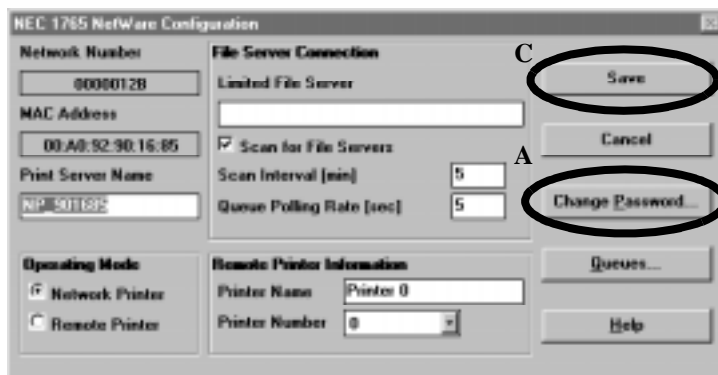 NEC 1765 NetWare Configuration
Network Number
0000012B
MAC Address
00:A0:92:90:16:85
Print Server Name
NP_901685
Operating Mode
Network Printer
Remote Printer
File Server Connection
Limited File Server
Scan for File Servers
Scan Interval [min]
5
Queue Polling Rate [sec]
5
Remote Printer Information
Printer Name
Printer 0
Printer Number
0
C
Save
Cancel
A
Change Password...
Queues...
Help